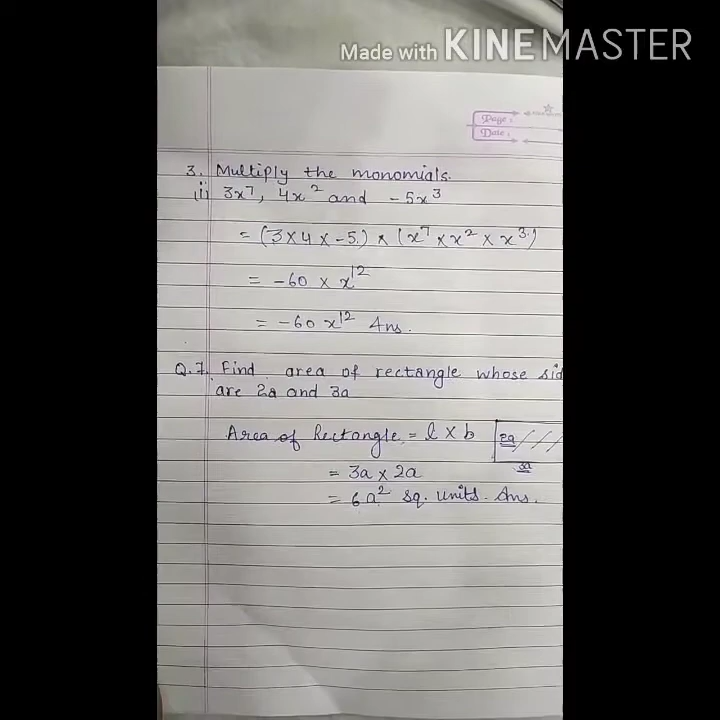 Made with KINEMASTER
Page:
Date:
3. Multiply the monomials.
(i) 3x⁷, 4x² and -5x³
= (3×4×-5) × (x⁷ × x² × x³)
= -60 × x¹²
= -60 x¹² Ans.
Q.7. Find area of rectangle whose sid
are 2a and 3a
Area of Rectangle = l × b
2a
3a
= 3a × 2a
= 6a² sq. units. Ans.